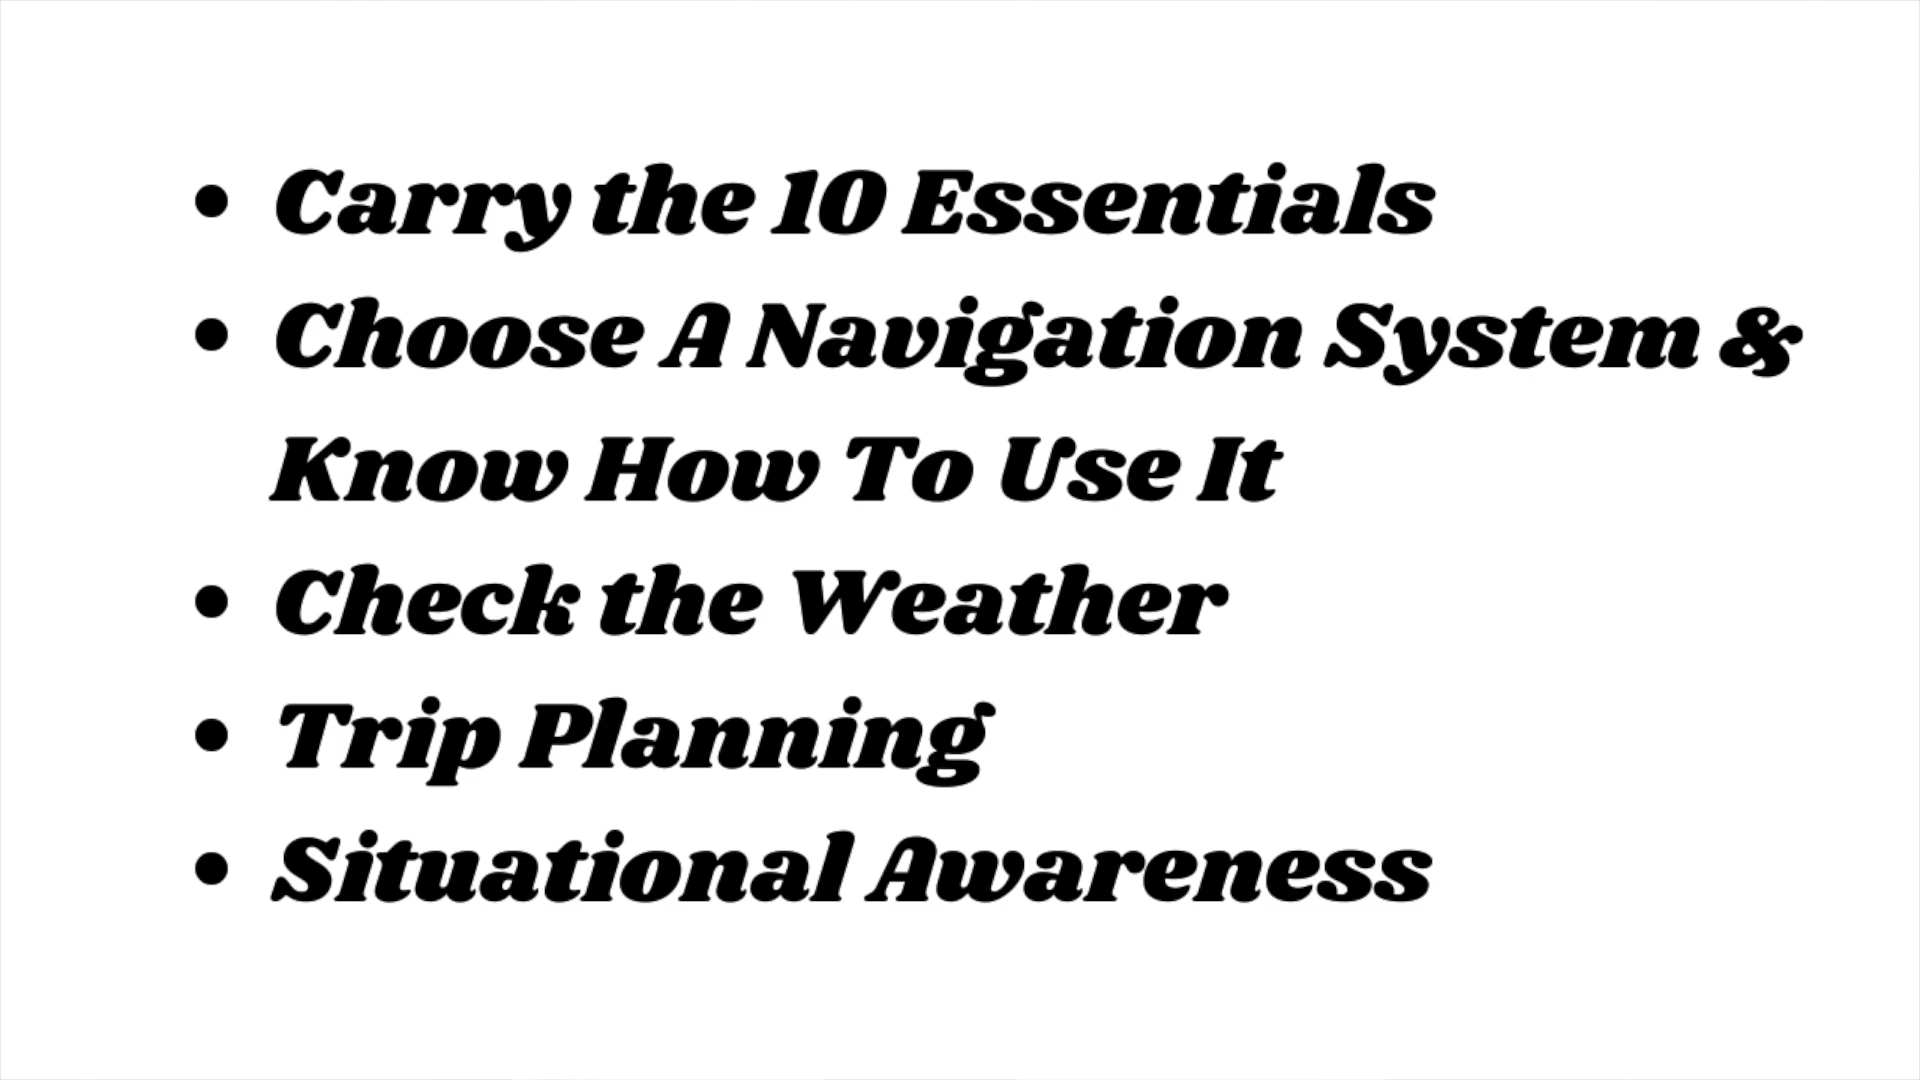 • Carry the 10 Essentials
• Choose A Navigation System &
Know How To Use It
• Check the Weather
• Trip Planning
• Situational Awareness